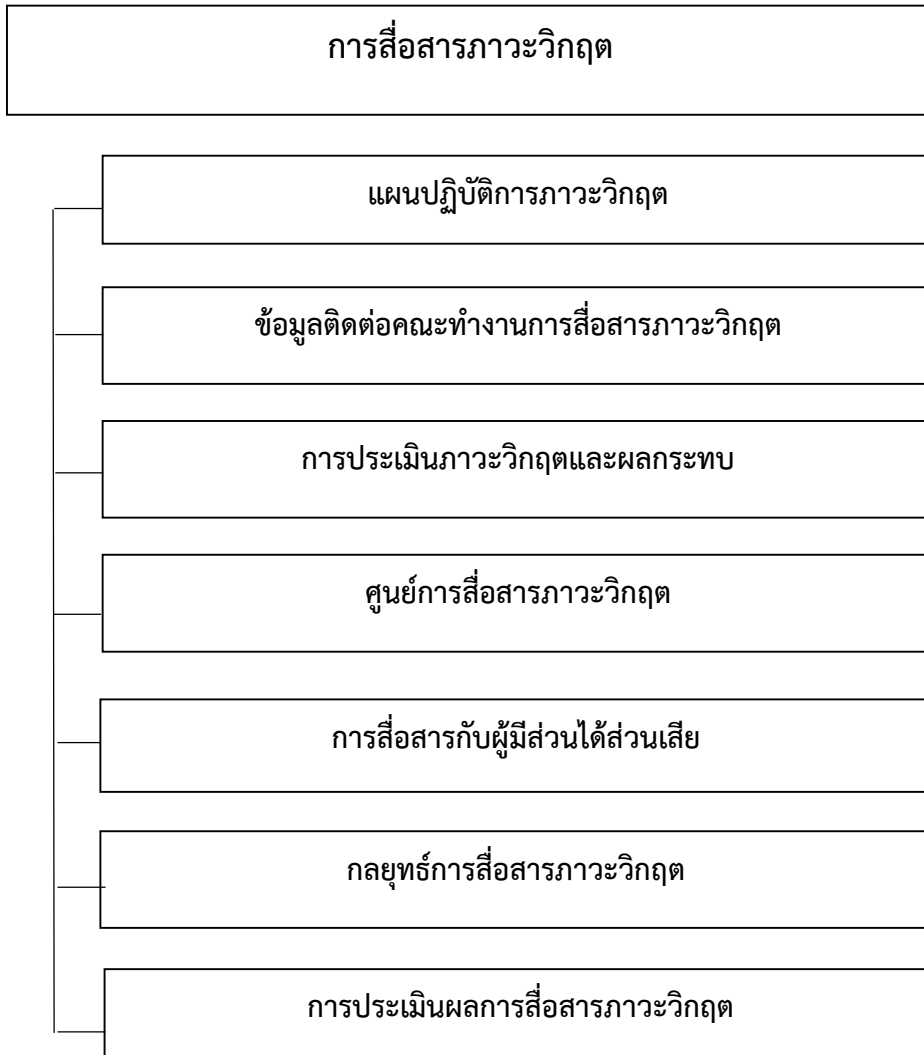 การสื่อสารภาวะวิกฤต
แผนปฏิบัติการภาวะวิกฤต
ข้อมูลติดต่อคณะทำงานการสื่อสารภาวะวิกฤต
การประเมินภาวะวิกฤตและผลกระทบ
ศูนย์การสื่อสารภาวะวิกฤต
การสื่อสารกับผู้มีส่วนได้ส่วนเสีย
กลยุทธ์การสื่อสารภาวะวิกฤต
การประเมินผลการสื่อสารภาวะวิกฤต